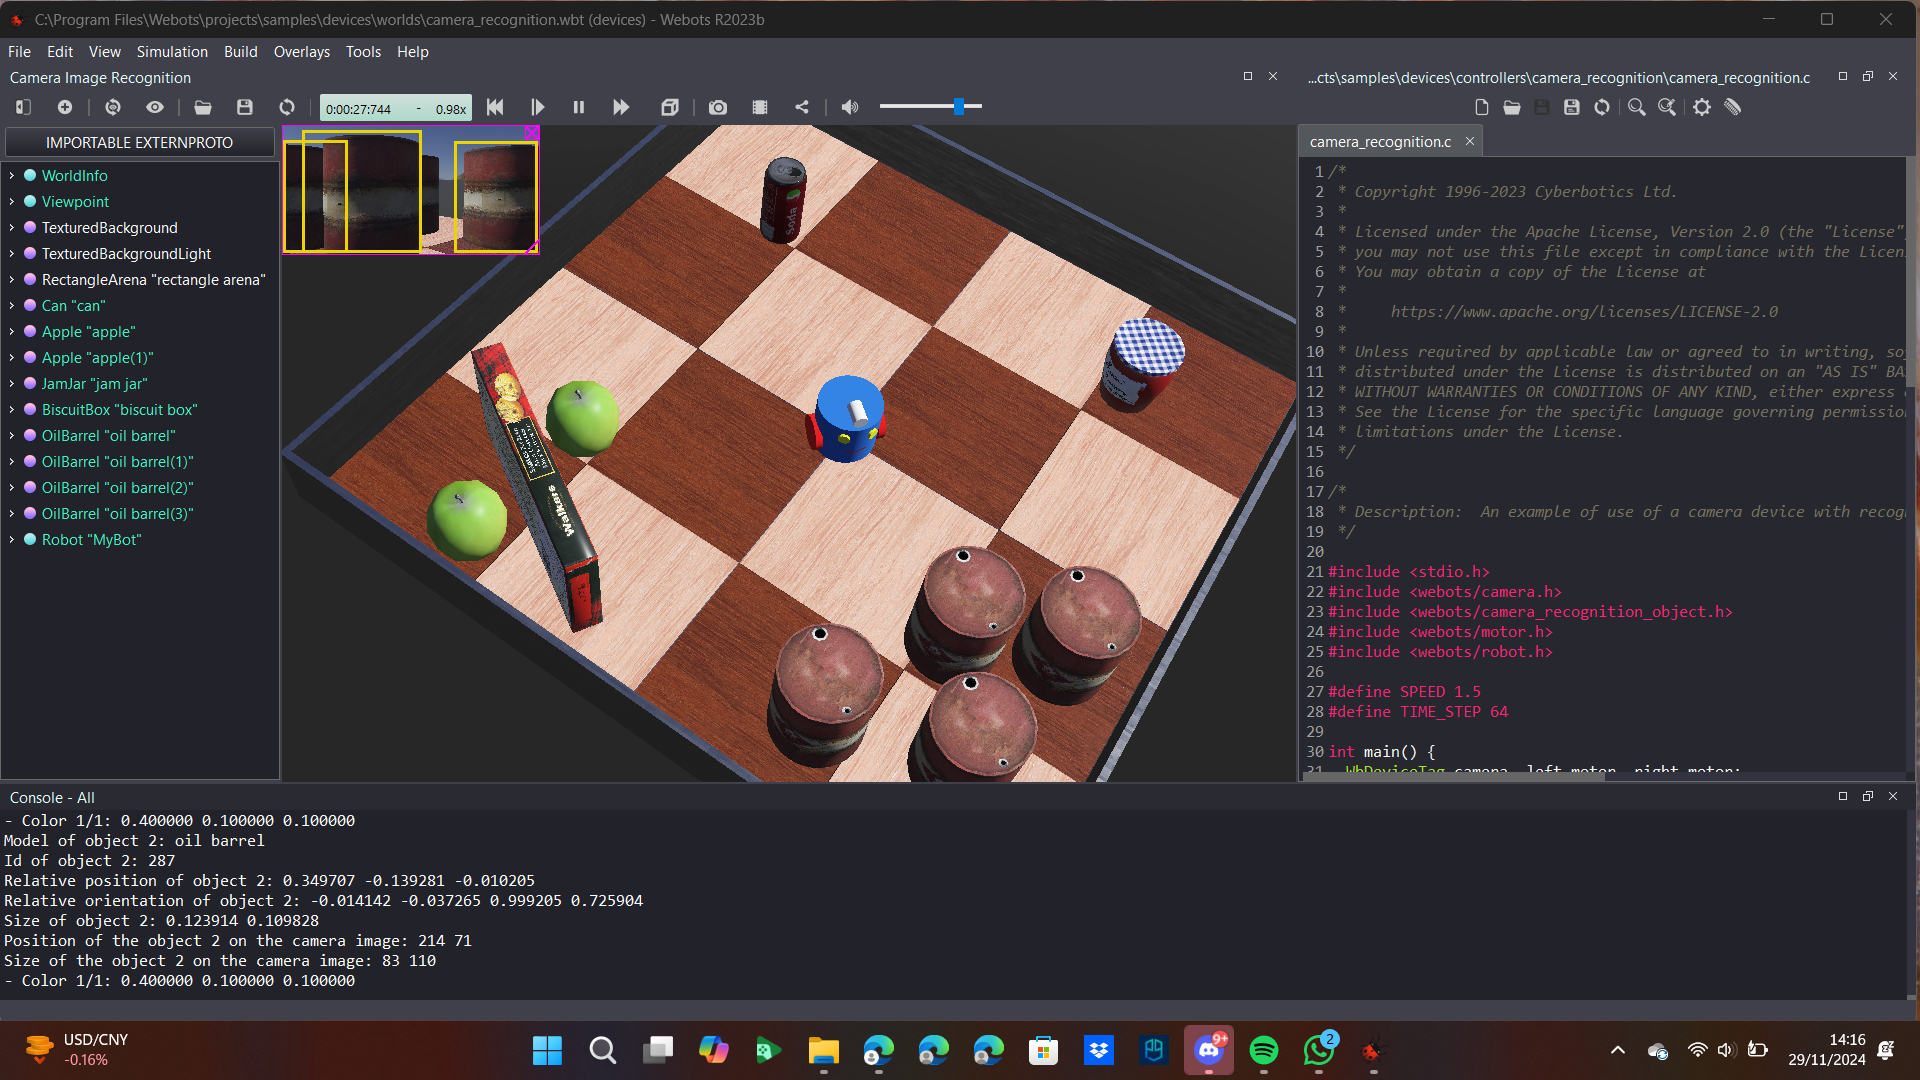 C:\Program Files\Webots\projects\samples\devices\worlds\camera_recognition.wbt (devices) - Webots R2023b
File Edit View Simulation Build Overlays Tools Help
Camera Image Recognition
...cts\samples\devices\controllers\camera_recognition\camera_recognition.c
0:00:27:744 - 0.98x
IMPORTABLE EXTERNPROTO
WorldInfo
Viewpoint
TexturedBackground
TexturedBackgroundLight
RectangleArena "rectangle arena"
Can "can"
Apple "apple"
Apple "apple(1)"
JamJar "jam jar"
BiscuitBox "biscuit box"
OilBarrel "oil barrel"
OilBarrel "oil barrel(1)"
OilBarrel "oil barrel(2)"
OilBarrel "oil barrel(3)"
Robot "MyBot"
soda
Walkers
camera_recognition.c
1 /*
2 * Copyright 1996-2023 Cyberbotics Ltd.
3 *
4 * Licensed under the Apache License, Version 2.0 (the "License"
5 * you may not use this file except in compliance with the Licen
6 * You may obtain a copy of the License at
7 *
8 * https://www.apache.org/licenses/LICENSE-2.0
9 *
10 * Unless required by applicable law or agreed to in writing, so
11 * distributed under the License is distributed on an "AS IS" BA
12 * WITHOUT WARRANTIES OR CONDITIONS OF ANY KIND, either express
13 * See the License for the specific language governing permissio
14 * limitations under the License.
15 */
16
17 /*
18 * Description: An example of use of a camera device with recog
19 */
20
21 #include <stdio.h>
22 #include <webots/camera.h>
23 #include <webots/camera_recognition_object.h>
24 #include <webots/motor.h>
25 #include <webots/robot.h>
26
27 #define SPEED 1.5
28 #define TIME_STEP 64
29
30 int main() {
31 WbDeviceTag camera, left_motor, right_motor;
Console - All
- Color 1/1: 0.400000 0.100000 0.100000
Model of object 2: oil barrel
Id of object 2: 287
Relative position of object 2: 0.349707 -0.139281 -0.010205
Relative orientation of object 2: -0.014142 -0.037265 0.999205 0.725904
Size of object 2: 0.123914 0.109828
Position of the object 2 on the camera image: 214 71
Size of the object 2 on the camera image: 83 110
- Color 1/1: 0.400000 0.100000 0.100000
USD/CNY
-0.16%
9+
2
14:16
29/11/2024